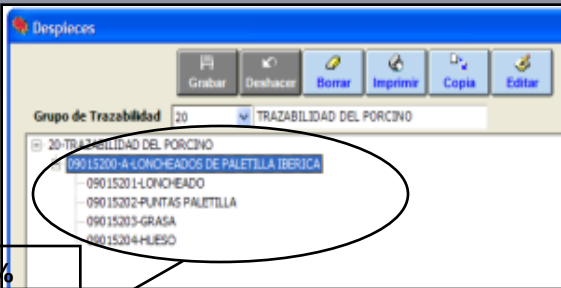 Despieces
Grabar Deshacer Borrar Imprimir Copia Editar
Grupo de Trazabilidad 20 TRAZABILIDAD DEL PORCINO
20-TRAZABILIDAD DEL PORCINO
09015200-A-LONCHEADOS DE PALETILLA IBERICA
09015201-LONCHEADO
09015202-PUNTAS PALETILLA
09015203-GRASA
09015204-HUESO
%